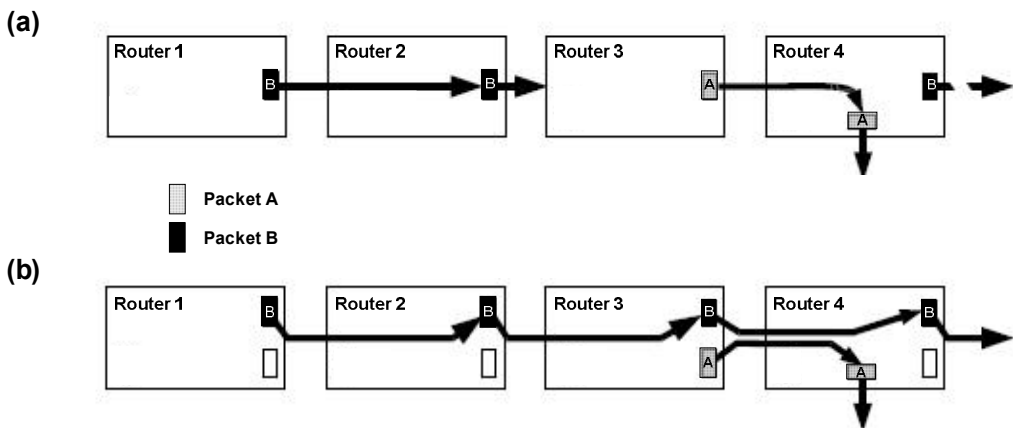 (a)
Router 1 Router 2 Router 3 Router 4
B B A B
A
Packet A
Packet B
(b)
Router 1 Router 2 Router 3 Router 4
B B B B
A A